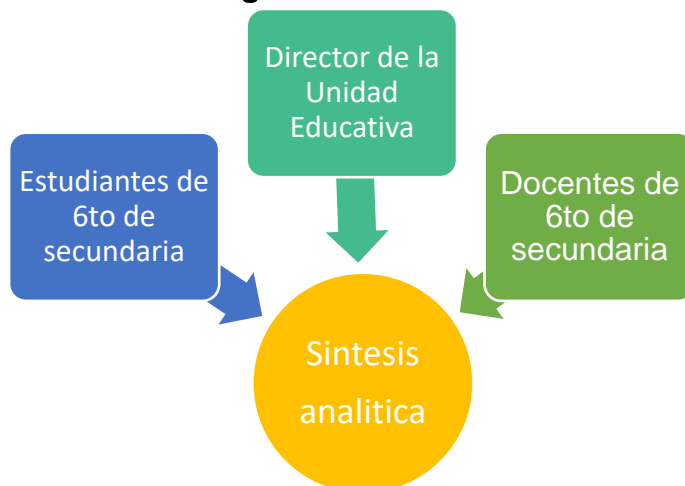 Director de la
Unidad
Educativa
Estudiantes de
6to de
secundaria
Docentes de
6to de
secundaria
Sintesis
analitica